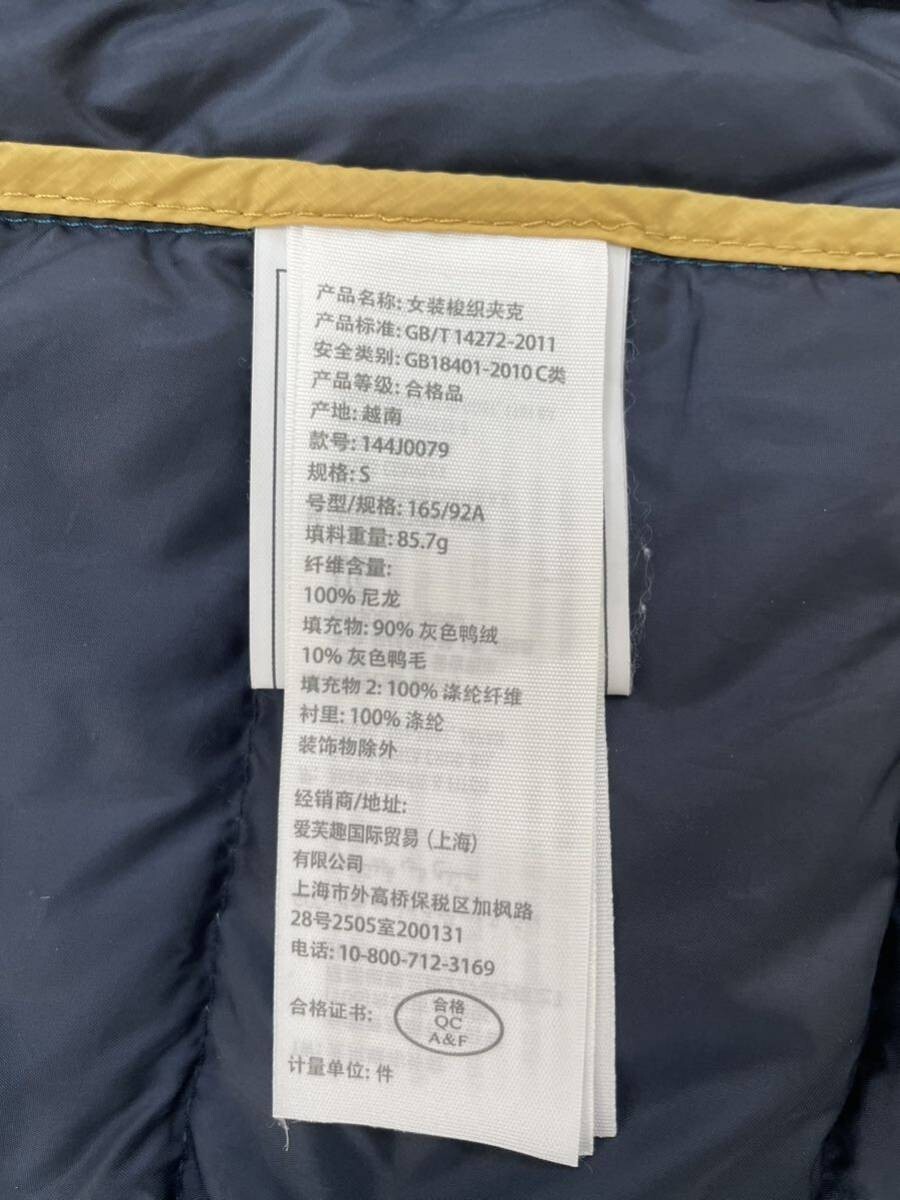 产品名称: 女装梭织夹克
产品标准: GB/T 14272-2011
安全类别: GB18401-2010 C类
产品等级: 合格品
产地: 越南
款号: 144J0079
规格: S
号型/规格: 165/92A
填料重量: 85.7g
纤维含量:
100% 尼龙
填充物: 90% 灰色鸭绒
10% 灰色鸭毛
填充物 2: 100% 涤纶纤维
衬里: 100% 涤纶
装饰物除外
经销商/地址:
爱芙趣国际贸易 (上海)
有限公司
上海市外高桥保税区加枫路
28号2505室200131
电话: 10-800-712-3169
合格证书:
合格
QC
A&F
计量单位: 件